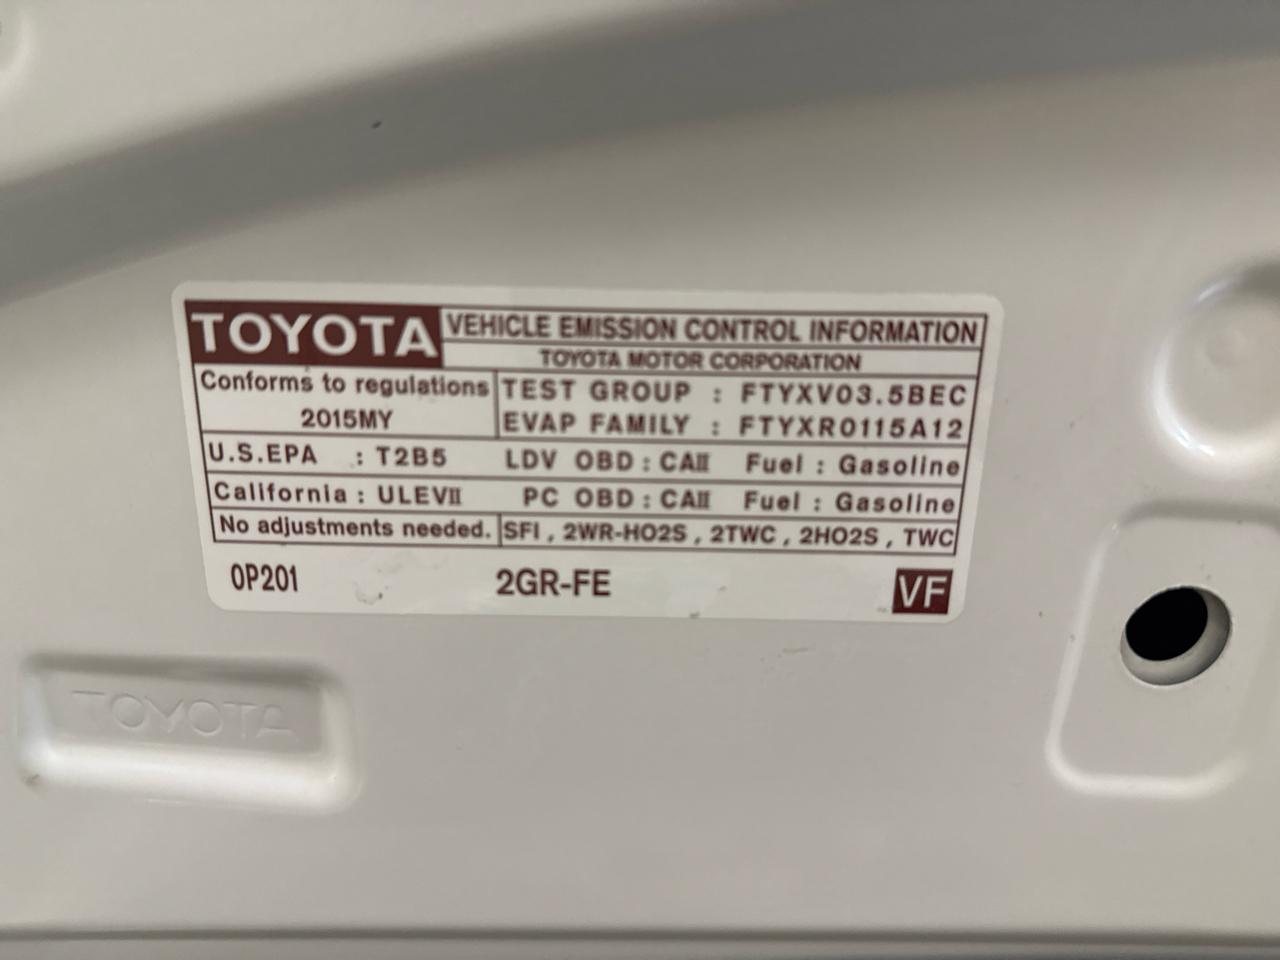 TOYOTA VEHICLE EMISSION CONTROL INFORMATION
TOYOTA MOTOR CORPORATION
Conforms to regulations
2015MY
TEST GROUP : FTYXV03.5BEC
EVAP FAMILY : FTYXR0115A12
U.S.EPA : T2B5 LDV OBD : CAII Fuel : Gasoline
California : ULEVII PC OBD : CAII Fuel : Gasoline
No adjustments needed. SFI , 2WR-HO2S , 2TWC , 2HO2S , TWC
0P201 2GR-FE VF
TOYOTA